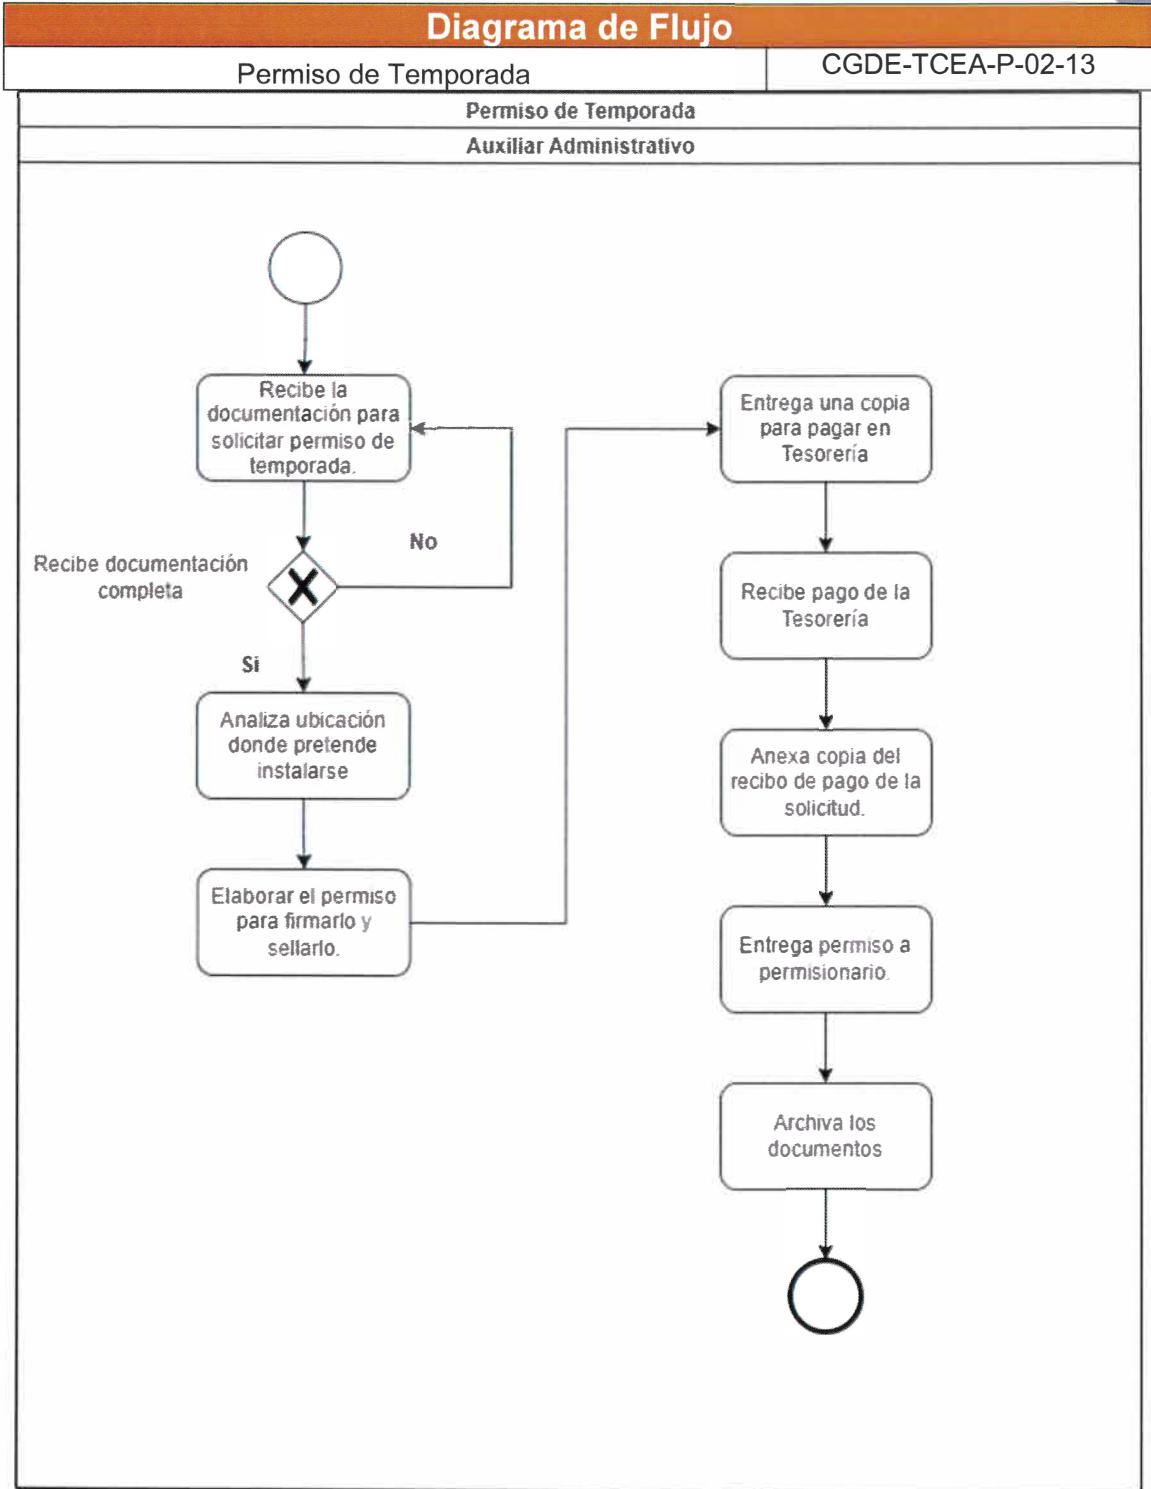 Diagrama de Flujo
Permiso de Temporada
CGDE-TCEA-P-02-13
Permiso de Temporada
Auxiliar Administrativo
Recibe la
documentación para
solicitar permiso de
temporada.
Recibe documentación
completa
No
Si
Analiza ubicación
donde pretende
instalarse
Elaborar el permiso
para firmarlo y
sellarlo.
Entrega una copia
para pagar en
Tesorería
Recibe pago de la
Tesorería
Anexa copia del
recibo de pago de la
solicitud.
Entrega permiso a
permisionario.
Archiva los
documentos